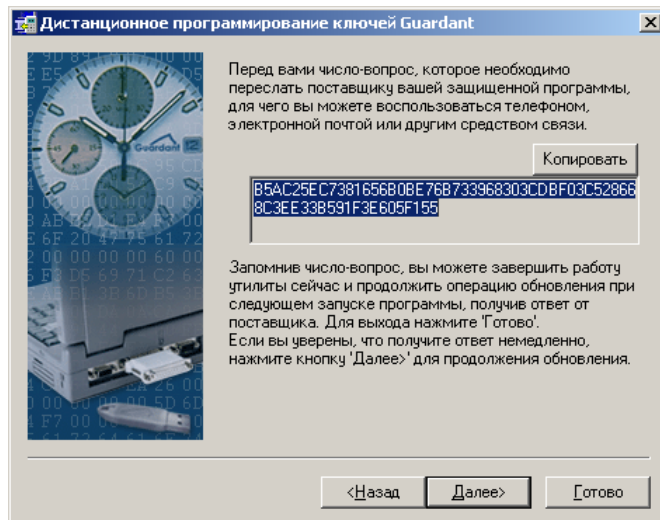 Дистанционное программирование ключей Guardant
Перед вами число-вопрос, которое необходимо
переслать поставщику вашей защищенной программы,
для чего вы можете воспользоваться телефоном,
электронной почтой или другим средством связи.
Копировать
B5AC25EC7381656B0BE76B733968303CDBF03C52866
8C3EE33B591F3E605F155
Запомнив число-вопрос, вы можете завершить работу
утилиты сейчас и продолжить операцию обновления при
следующем запуске программы, получив ответ от
поставщика. Для выхода нажмите 'Готово'.
Если вы уверены, что получите ответ немедленно,
нажмите кнопку 'Далее>' для продолжения обновления.
Guardant
<Назад
Далее>
Готово